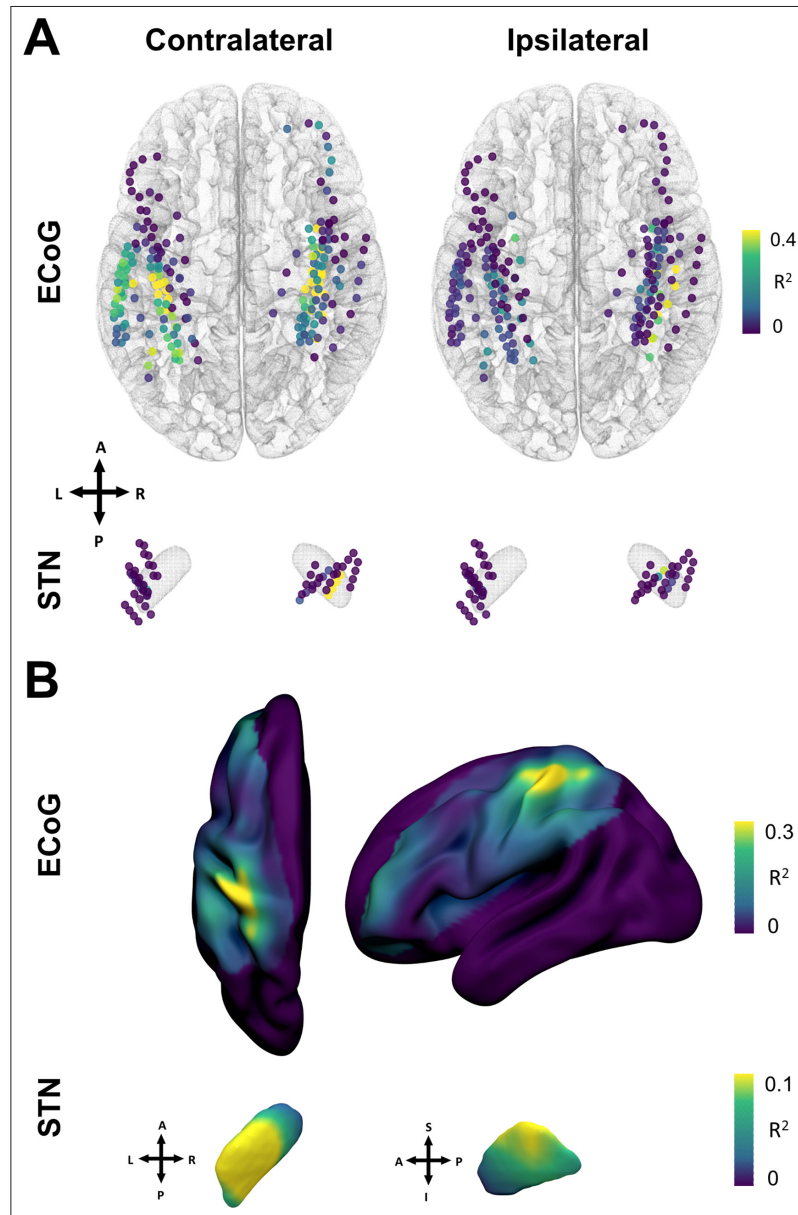 A
Contralateral
Ipsilateral
ECoG
0.4
R²
0
A
L
R
P
STN
B
ECoG
0.3
R²
0
STN
A
L
R
P
S
A
P
I
0.1
R²
0